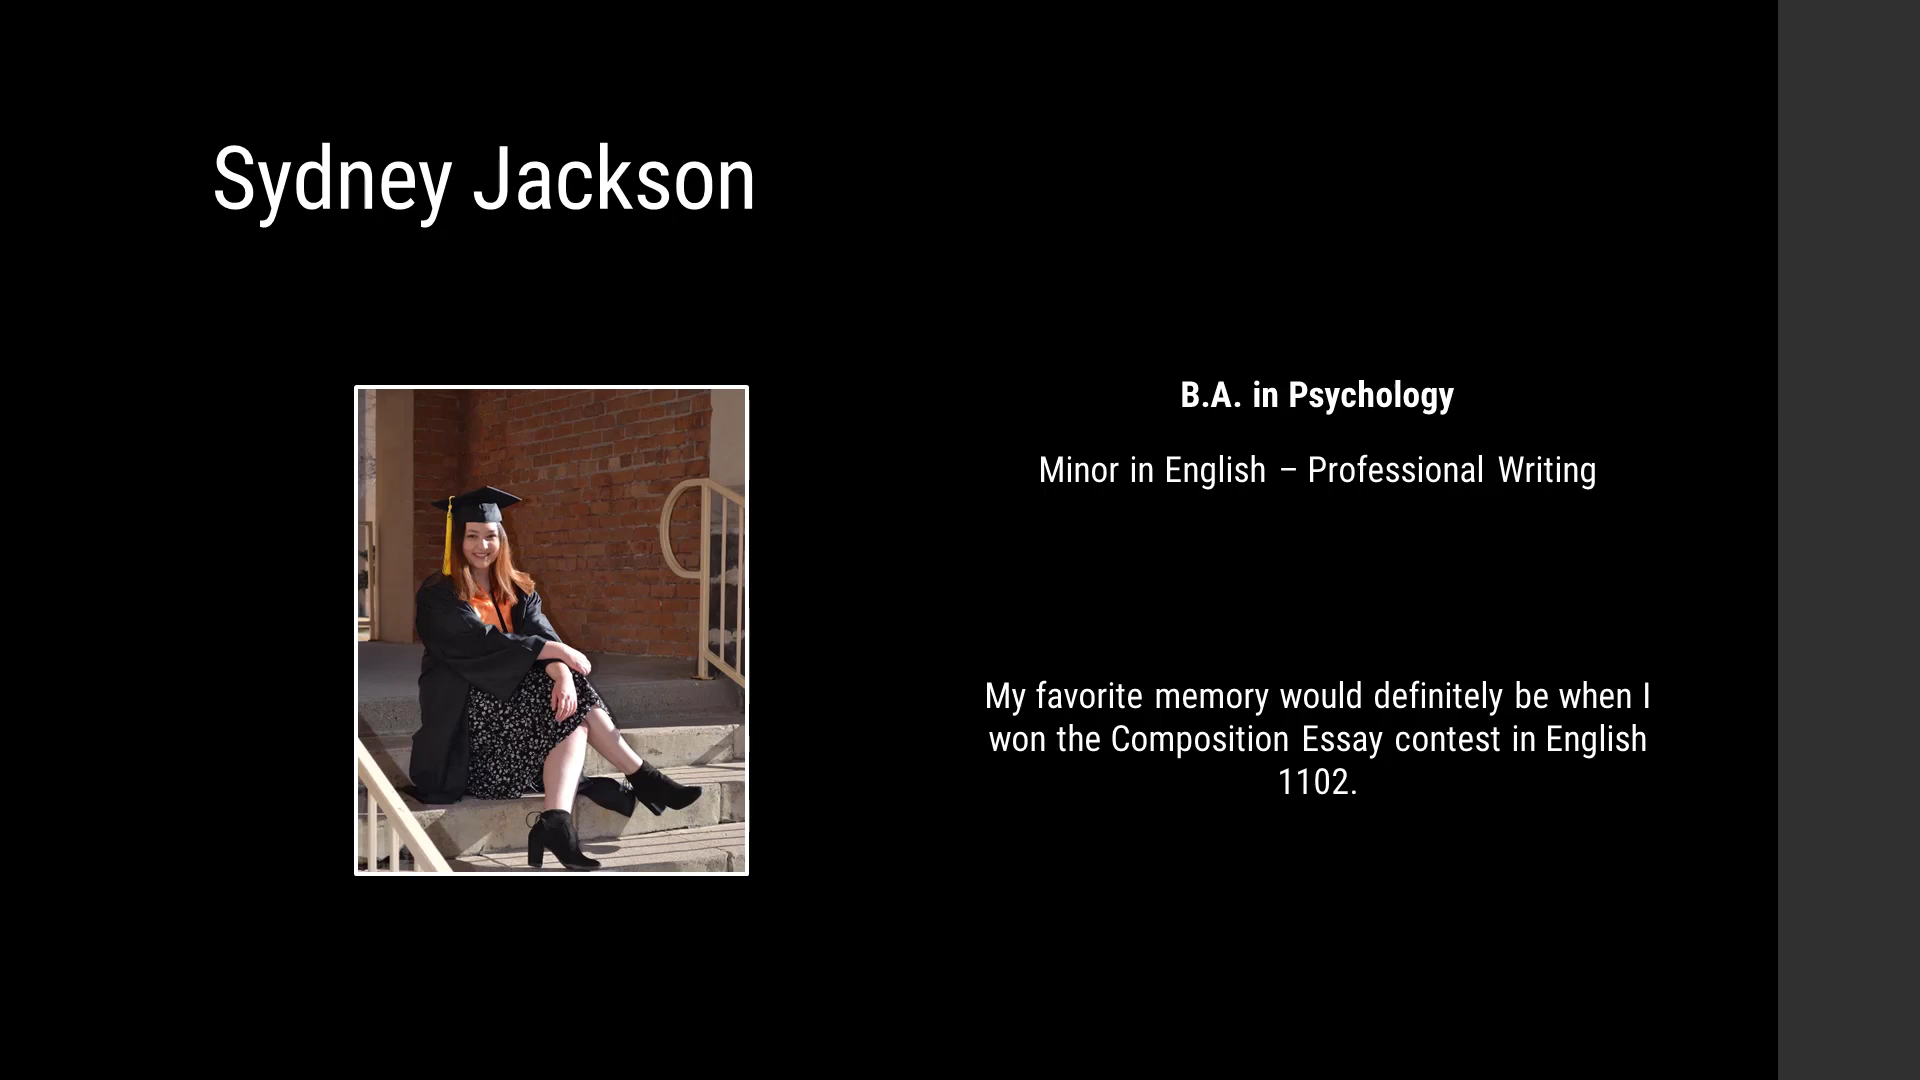 Sydney Jackson
B.A. in Psychology
Minor in English – Professional Writing
My favorite memory would definitely be when I
won the Composition Essay contest in English
1102.